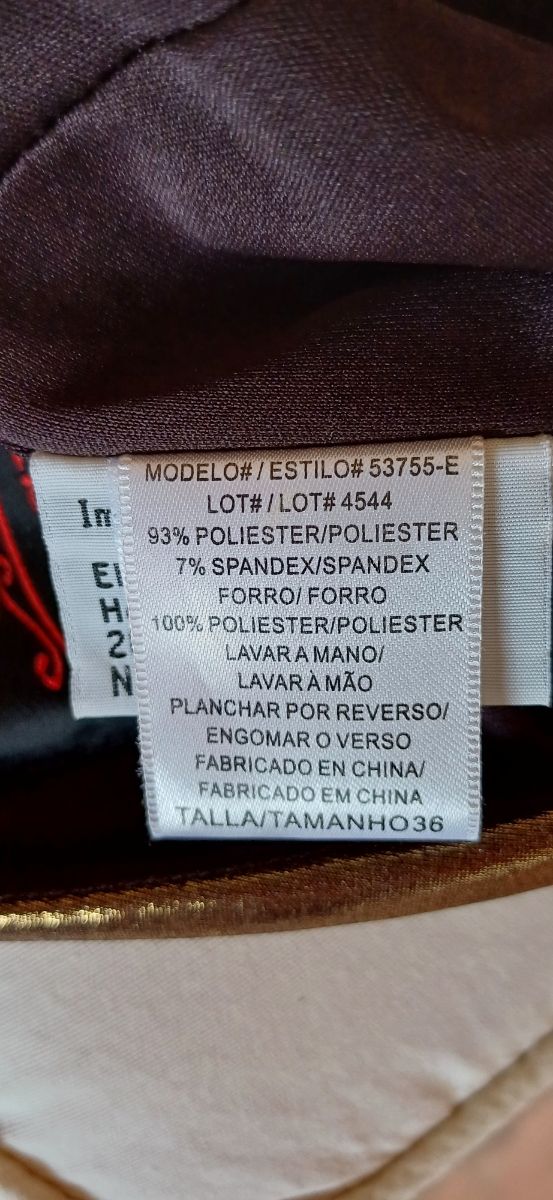 MODELO# / ESTILO# 53755-E
LOT# / LOT# 4544
93% POLIESTER/POLIESTER
7% SPANDEX/SPANDEX
FORRO/ FORRO
100% POLIESTER/POLIESTER
LAVAR A MANO/
LAVAR À MÃO
PLANCHAR POR REVERSO/
ENGOMAR O VERSO
FABRICADO EN CHINA/
FABRICADO EM CHINA
TALLA/TAMANHO36